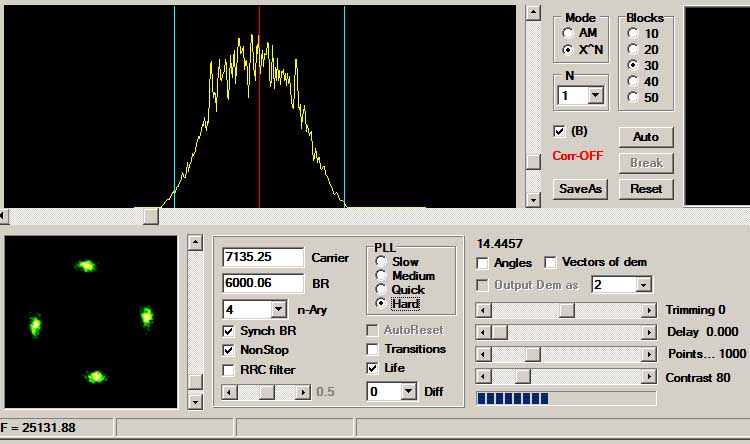 Mode
AM
X^N
Blocks
10
20
30
40
50
N
1
(B)
Corr-OFF
Auto
Break
SaveAs
Reset
7135.25 Carrier
6000.06 BR
4 n-Ary
Synch BR
NonStop
RRC filter
0.5
PLL
Slow
Medium
Quick
Hard
AutoReset
Transitions
Life
0 Diff
14.4457
Angles Vectors of dem
Output Dem as 2
Trimming 0
Delay 0.000
Points... 1000
Contrast 80
F = 25131.88